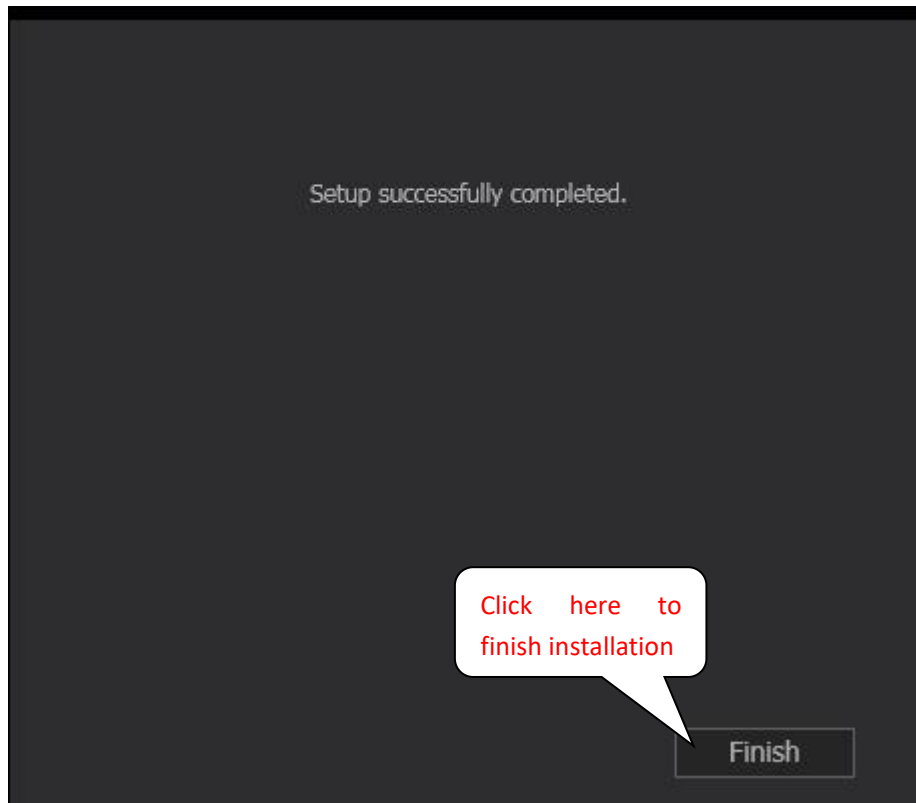 Setup successfully completed.
Click here to
finish installation
Finish